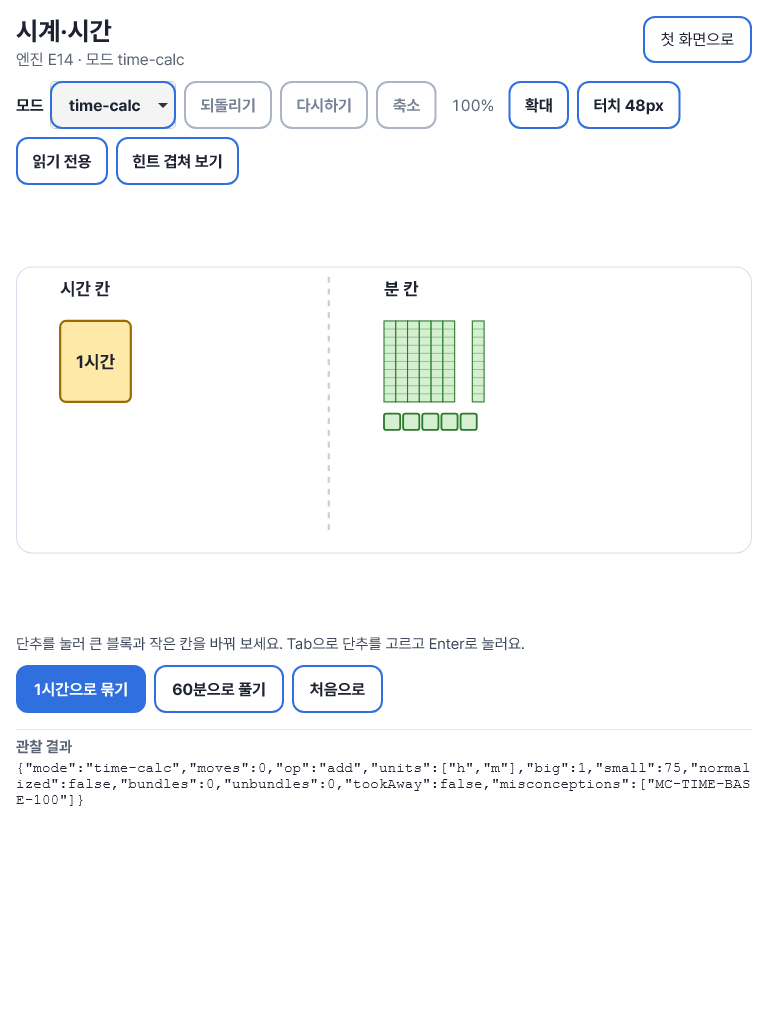 시계·시간
엔진 E14 · 모드 time-calc
첫 화면으로
모드 time-calc 되돌리기 다시하기 축소 100% 확대 터치 48px
읽기 전용 힌트 겹쳐 보기
시간 칸 분 칸
1시간
단추를 눌러 큰 블록과 작은 칸을 바꿔 보세요. Tab으로 단추를 고르고 Enter로 눌러요.
1시간으로 묶기 60분으로 풀기 처음으로
관찰 결과
{"mode":"time-calc","moves":0,"op":"add","units":["h","m"],"big":1,"small":75,"normal
ized":false,"bundles":0,"unbundles":0,"tookAway":false,"misconceptions":["MC-TIME-BAS
E-100"]}